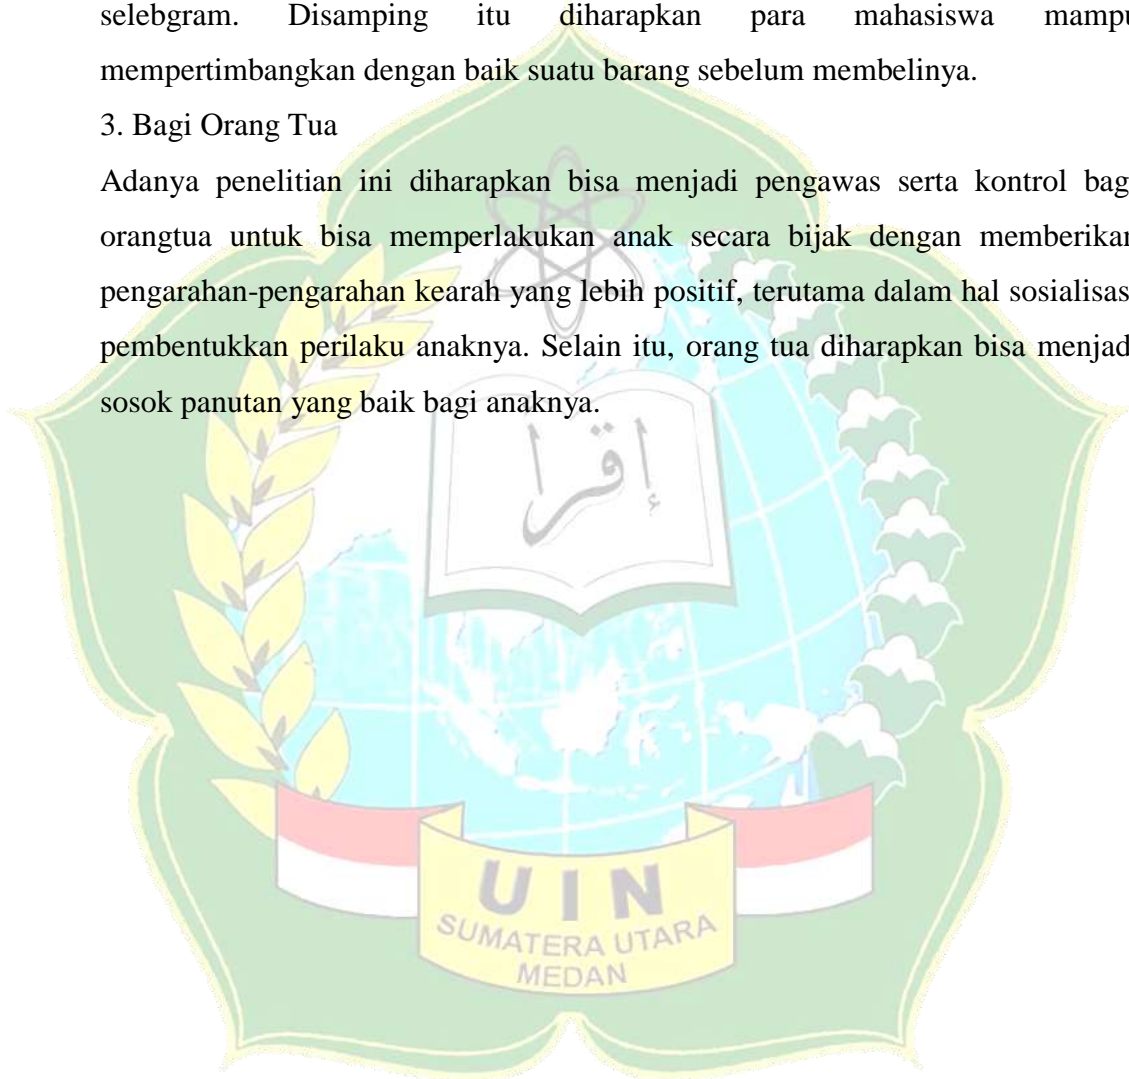 selebgram. Disamping itu diharapkan para mahasiswa mampu
mempertimbangkan dengan baik suatu barang sebelum membelinya.
3. Bagi Orang Tua
Adanya penelitian ini diharapkan bisa menjadi pengawas serta kontrol bag
orangtua untuk bisa memperlakukan anak secara bijak dengan memberikan
pengarahan-pengarahan kearah yang lebih positif, terutama dalam hal sosialisas
pembentukkan perilaku anaknya. Selain itu, orang tua diharapkan bisa menjad
sosok panutan yang baik bagi anaknya.
إقرا
UIN
SUMATERA UTARA
MEDAN